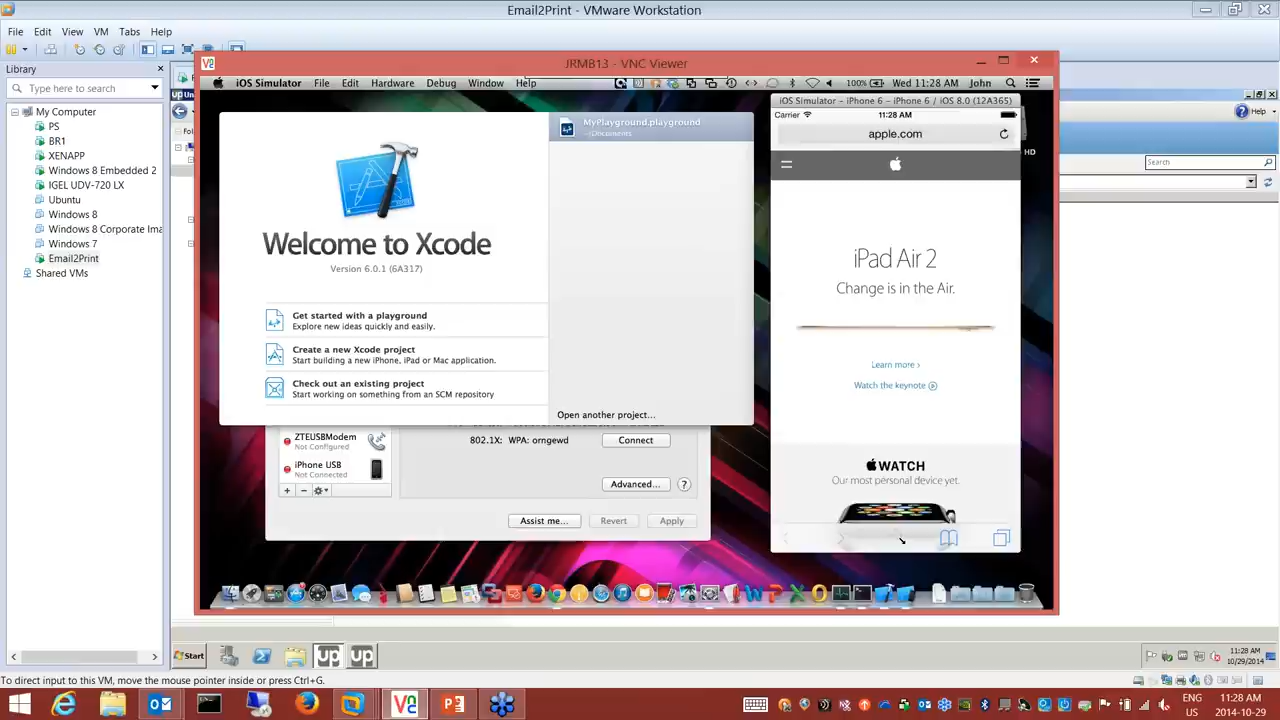 Email2Print - VMware Workstation
File Edit View VM Tabs Help
Library
Type here to search
My Computer
PS
BR1
XENAPP
Windows 8 Embedded 2
IGEL UDV-720 LX
Ubuntu
Windows 8
Windows 8 Corporate Ima
Windows 7
Email2Print
Shared VMs
Help
Search
JRMB13 - VNC Viewer
iOS Simulator File Edit Hardware Debug Window Help
100% Wed 11:28 AM John
HD
Welcome to Xcode
Version 6.0.1 (6A317)
Get started with a playground
Explore new ideas quickly and easily.
Create a new Xcode project
Start building a new iPhone, iPad or Mac application.
Check out an existing project
Start working on something from an SCM repository
MyPlayground.playground
~/Documents
Open another project...
ZTEUSBModem
Not Configured
iPhone USB
Not Connected
802.1X: WPA: orngewd
Connect
Advanced...
?
Assist me...
Revert
Apply
iOS Simulator - iPhone 6 - iPhone 6 / iOS 8.0 (12A365)
Carrier 11:28 AM
apple.com
iPad Air 2
Change is in the Air.
Learn more ›
Watch the keynote
WATCH
Our most personal device yet.
Start
up
up
11:28 AM
10/29/2014
To direct input to this VM, move the mouse pointer inside or press Ctrl+G.
ENG
US
11:28 AM
2014-10-29